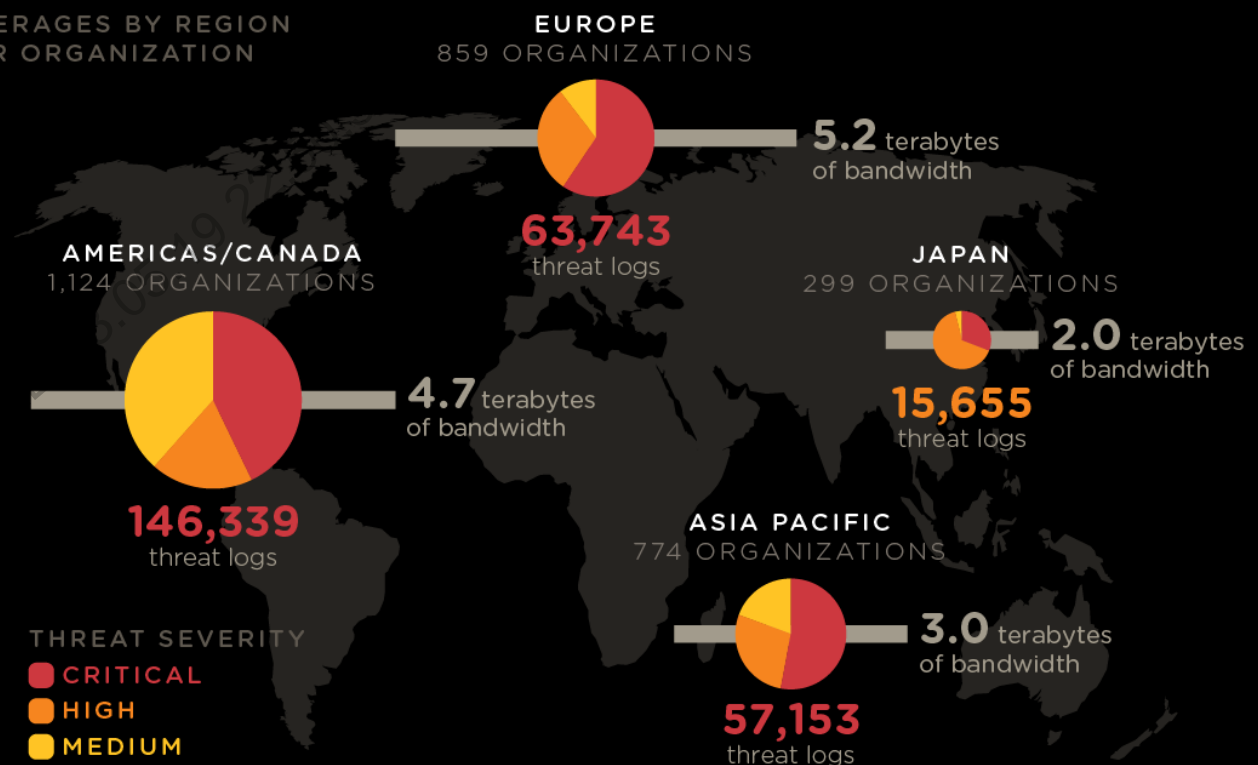 ERAGES BY REGION
R ORGANIZATION
EUROPE
859 ORGANIZATIONS
5.2 terabytes
of bandwidth
63,743
threat logs
AMERICAS/CANADA
1,124 ORGANIZATIONS
4.7 terabytes
of bandwidth
146,339
threat logs
JAPAN
299 ORGANIZATIONS
2.0 terabytes
of bandwidth
15,655
threat logs
ASIA PACIFIC
774 ORGANIZATIONS
3.0 terabytes
of bandwidth
57,153
threat logs
THREAT SEVERITY
CRITICAL
HIGH
MEDIUM